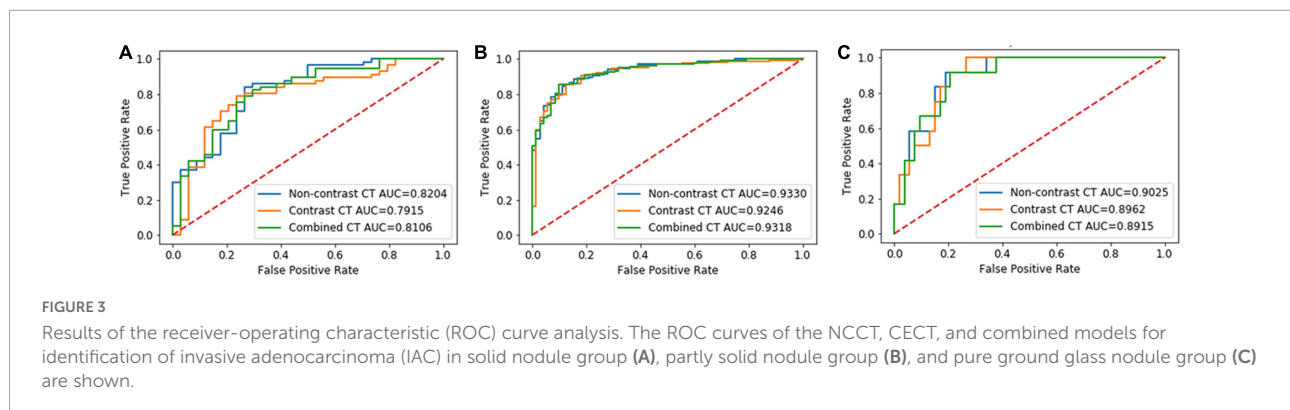 A
1.0
0.8
0.6
0.4
0.2
0.0
True Positive Rate
Non-contrast CT AUC=0.8204
Contrast CT AUC=0.7915
Combined CT AUC=0.8106
0.0 0.2 0.4 0.6 0.8 1.0
False Positive Rate
B
1.0
0.8
0.6
0.4
0.2
0.0
True Positive Rate
Non-contrast CT AUC=0.9330
Contrast CT AUC=0.9246
Combined CT AUC=0.9318
0.0 0.2 0.4 0.6 0.8 1.0
False Positive Rate
C
1.0
0.8
0.6
0.4
0.2
0.0
True Positive Rate
Non-contrast CT AUC=0.9025
Contrast CT AUC=0.8962
Combined CT AUC=0.8915
0.0 0.2 0.4 0.6 0.8 1.0
False Positive Rate
FIGURE 3
Results of the receiver-operating characteristic (ROC) curve analysis. The ROC curves of the NCCT, CECT, and combined models for
identification of invasive adenocarcinoma (IAC) in solid nodule group (A), partly solid nodule group (B), and pure ground glass nodule group (C)
are shown.